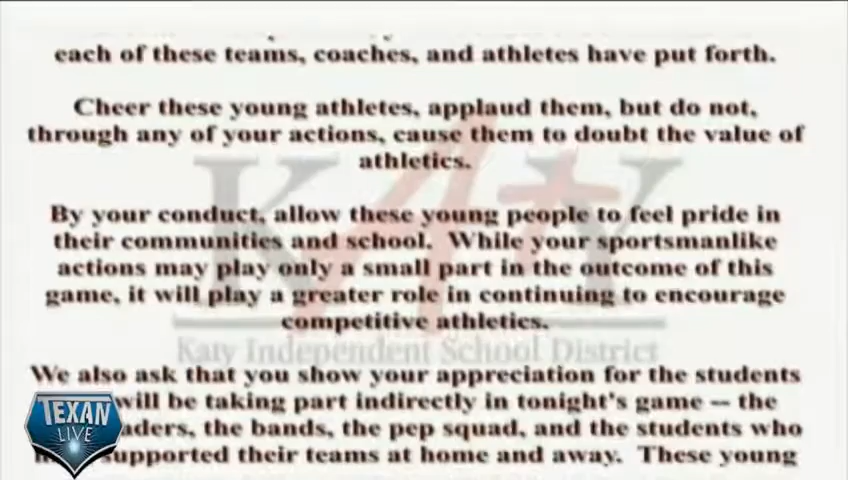 each of these teams, coaches, and athletes have put forth.
Cheer these young athletes, applaud them, but do not,
through any of your actions, cause them to doubt the value of
athletics.
By your conduct, allow these young people to feel pride in
their communities and school. While your sportsmanlike
actions may play only a small part in the outcome of this
game, it will play a greater role in continuing to encourage
competitive athletics.
We also ask that you show your appreciation for the students
will be taking part indirectly in tonight's game -- the
the bands, the pep squad, and the students who
supported their teams at home and away. These young
Katy
Katy Independent School District
TEXAN
LIVE